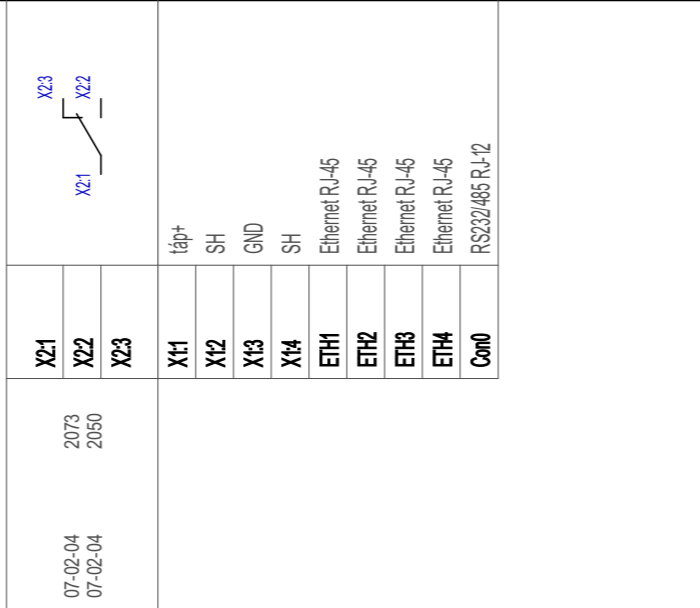 X2:3
X2:2
X2:1
07-02-04 2073
07-02-04 2050
X2:1
X2:2
X2:3
X1:1 táp+
X1:2 SH
X1:3 GND
X1:4 SH
ETH1 Ethernet RJ-45
ETH2 Ethernet RJ-45
ETH3 Ethernet RJ-45
ETH4 Ethernet RJ-45
Con0 RS232/485 RJ-12